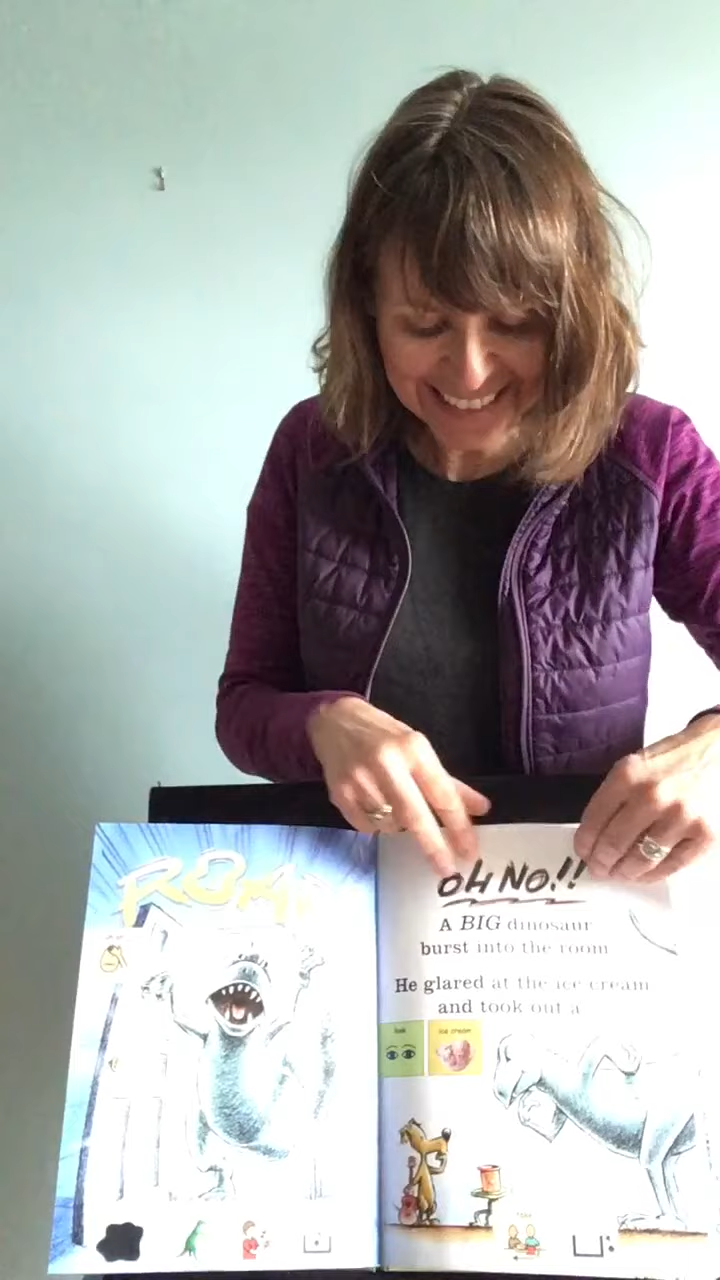 ROAR
OH NO!!
A BIG dinosaur
burst into the room
He glared at the ice cream
and took out a
look
ice cream